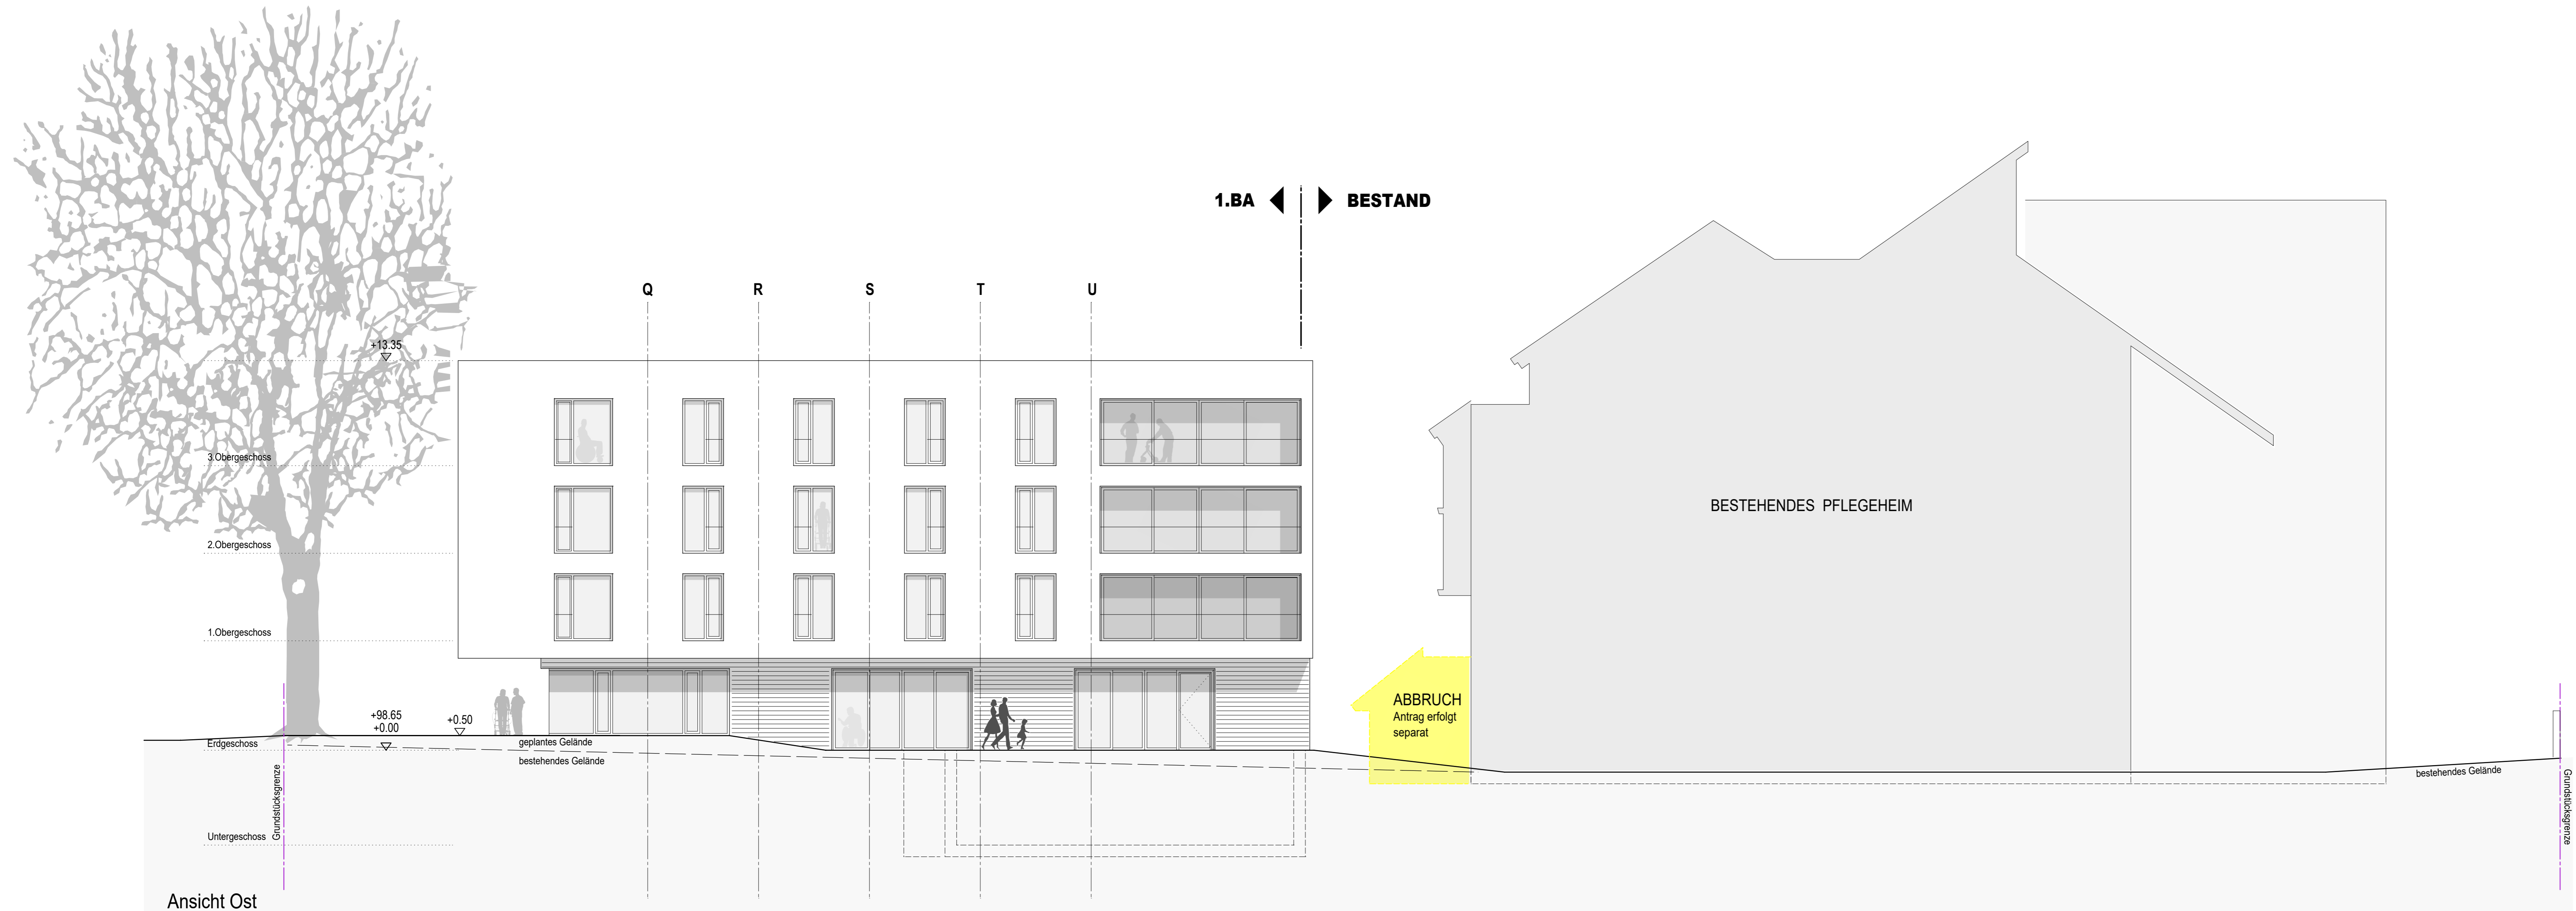 1.BA BESTAND
Q R S T U
+13.35
3.Obergeschoss
BESTEHENDES PFLEGEHEIM
2.Obergeschoss
1.Obergeschoss
ABBRUCH
Antrag erfolgt
separat
+98.65
+0.00
+0.50
Erdgeschoss
geplantes Gelände
bestehendes Gelände
bestehendes Gelände
Grundstücksgrenze
Grundstücksgrenze
Untergeschoss
Ansicht Ost